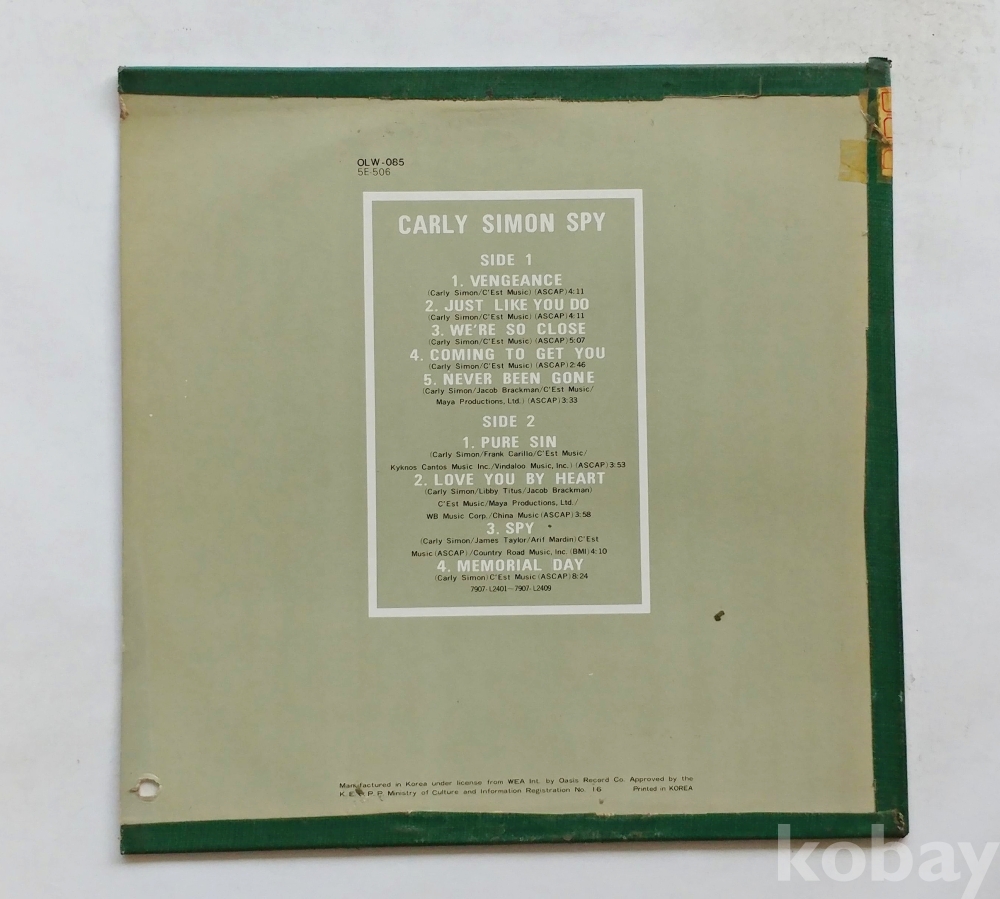 OLW-085
5E-506
CARLY SIMON SPY
SIDE 1
1. VENGEANCE
(Carly Simon/C'Est Music) (ASCAP) 4:11
2. JUST LIKE YOU DO
(Carly Simon/C'Est Music) (ASCAP) 4:11
3. WE'RE SO CLOSE
(Carly Simon/C'Est Music) (ASCAP) 5:07
4. COMING TO GET YOU
(Carly Simon/C'Est Music) (ASCAP) 2:46
5. NEVER BEEN GONE
(Carly Simon/Jacob Brackman/C'Est Music/
Maya Productions, Ltd.) (ASCAP) 3:33
SIDE 2
1. PURE SIN
(Carly Simon/Frank Carillo/C'Est Music/
Kyknos Cantos Music Inc./Vindaloo Music, Inc.) (ASCAP) 3:53
2. LOVE YOU BY HEART
(Carly Simon/Libby Titus/Jacob Brackman)
C'Est Music/Maya Productions, Ltd./
WB Music Corp./China Music (ASCAP) 3:58
3. SPY
(Carly Simon/James Taylor/Arif Mardin) C'Est
Music (ASCAP)/Country Road Music, Inc. (BMI) 4:10
4. MEMORIAL DAY
(Carly Simon) C'Est Music (ASCAP) 8:24
7907-L2401~7907-L2409
Manufactured in Korea under license from WEA Int. by Oasis Record Co. Approved by the
P.P. Ministry of Culture and Information Registration No. 16 Printed in KOREA
kobay